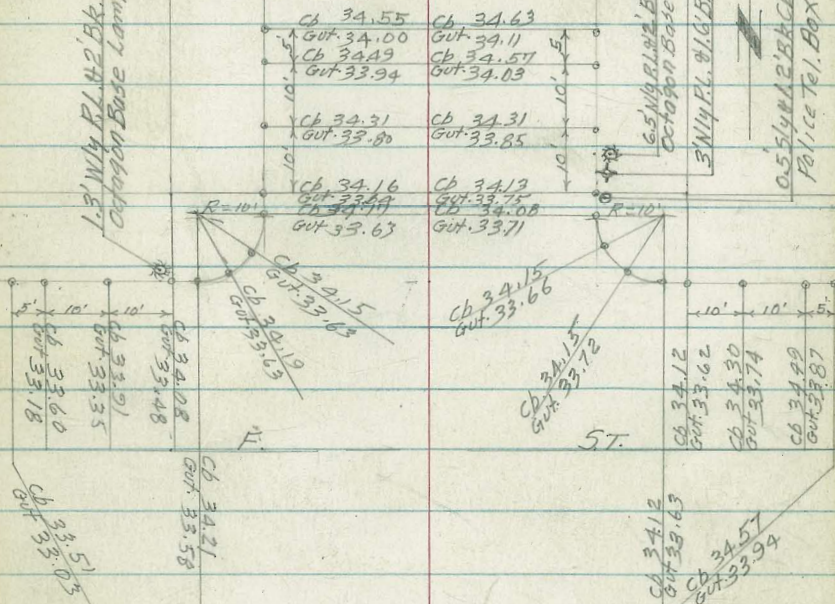 Cb 34.55
Gut. 34.00
Cb 34.49
Gut. 33.94
Cb 34.31
Gut. 33.80
Cb 34.16
Gut. 33.63
Cb 34.63
Gut. 34.11
Cb 34.57
Gut. 34.03
Cb 34.31
Gut. 33.85
Cb 34.13
Gut. 33.75
Cb 34.08
Gut. 33.71
5'
10'
10'
5'
10'
10'
1.3' N'ly P.L. & 2' Bk.
Octagon Base Lamp
6.5' N'ly P.L. & 2' B
Octagon Base
3' N'ly P.L. & 1.6' B
0.5 S'ly & 1.2' Bk Cb
Police Tel. Box
R=10'
R=10'
Cb 34.15
Gut. 33.63
Cb 34.19
Gut. 33.63
Cb 34.15
Gut. 33.66
Cb 34.15
Gut. 33.72
5'
10'
10'
10'
10'
5'
Cb 33.60
Gut 33.18
Cb 33.91
Gut 33.35
Cb 34.08
Gut 33.48
Cb 34.12
Gut. 33.62
Cb 34.30
Gut 33.74
Cb 34.49
Gut 33.87
F.
ST.
Cb 33.51
Gut 33.03
Cb 34.21
Gut. 33.58
Cb 34.12
Gut 33.63
Cb 34.57
Gut. 33.94